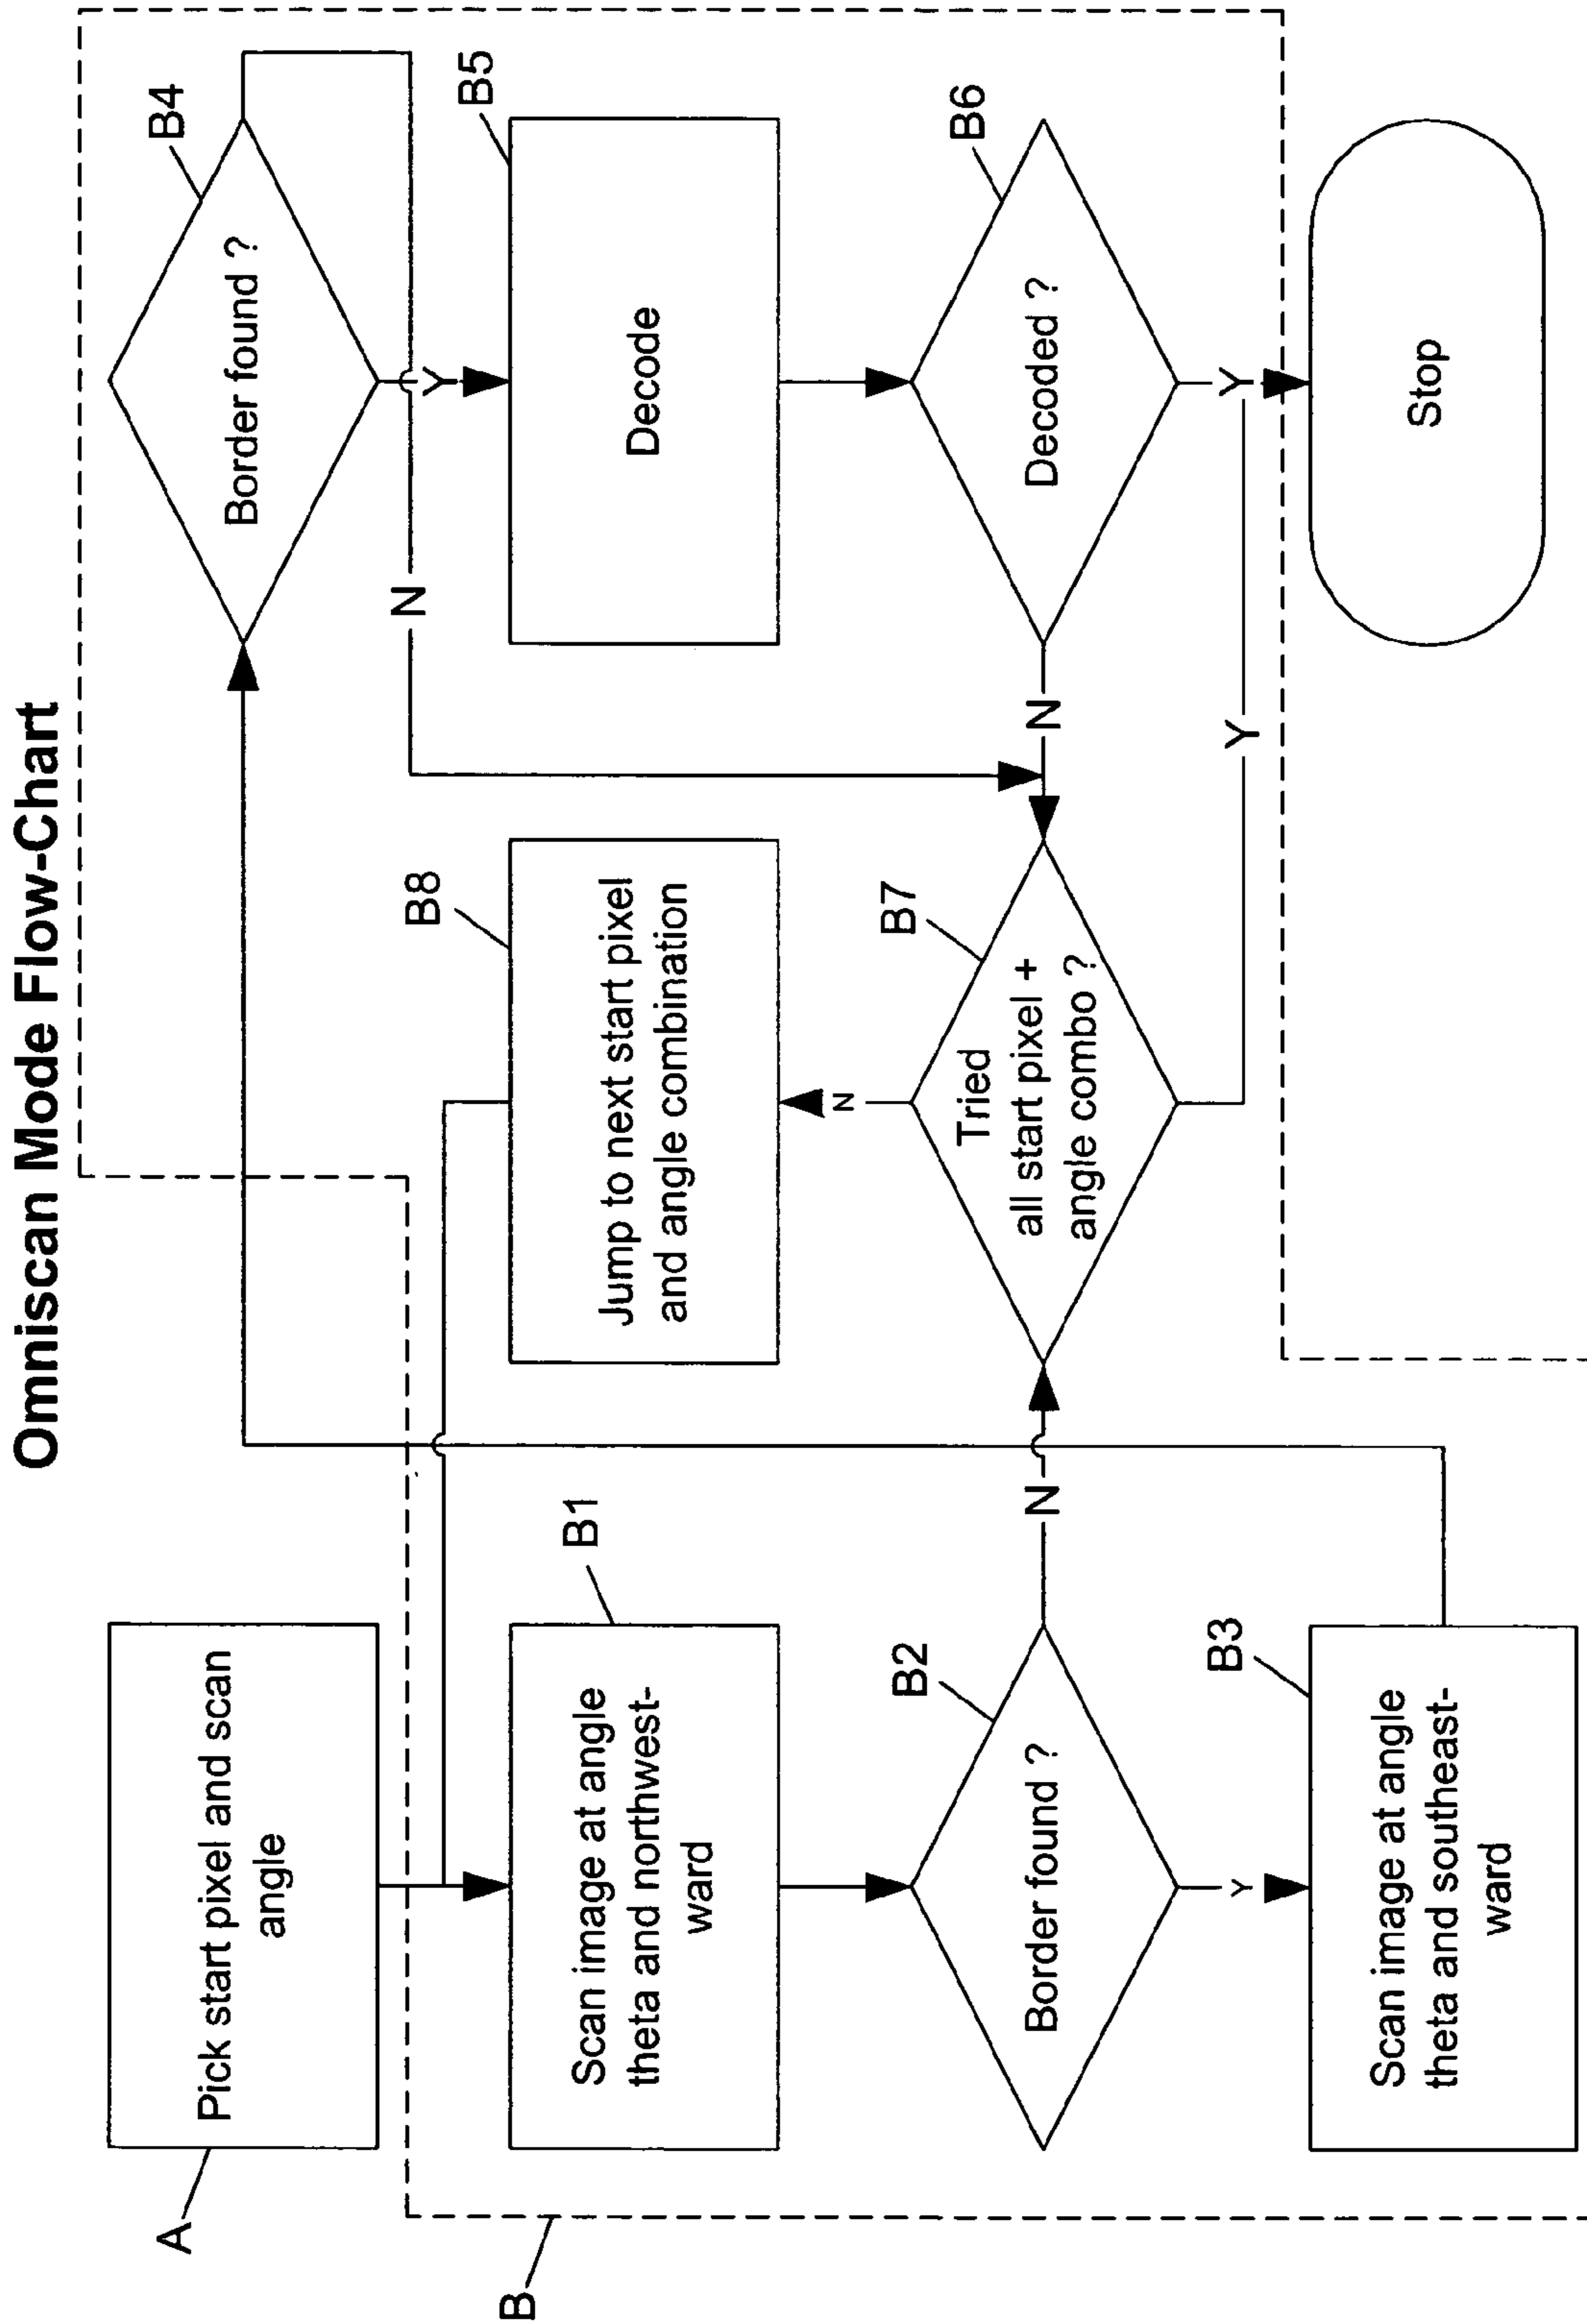 Omniscan Mode Flow-Chart
A
Pick start pixel and scan
angle
B
B1
Scan image at angle
theta and northwest-
ward
B2
Border found ?
N
Y
B3
Scan image at angle
theta and southeast-
ward
B8
Jump to next start pixel
and angle combination
N
B7
Tried
all start pixel +
angle combo ?
Y
B4
Border found ?
N
Y
B5
Decode
B6
Decoded ?
N
Y
Stop